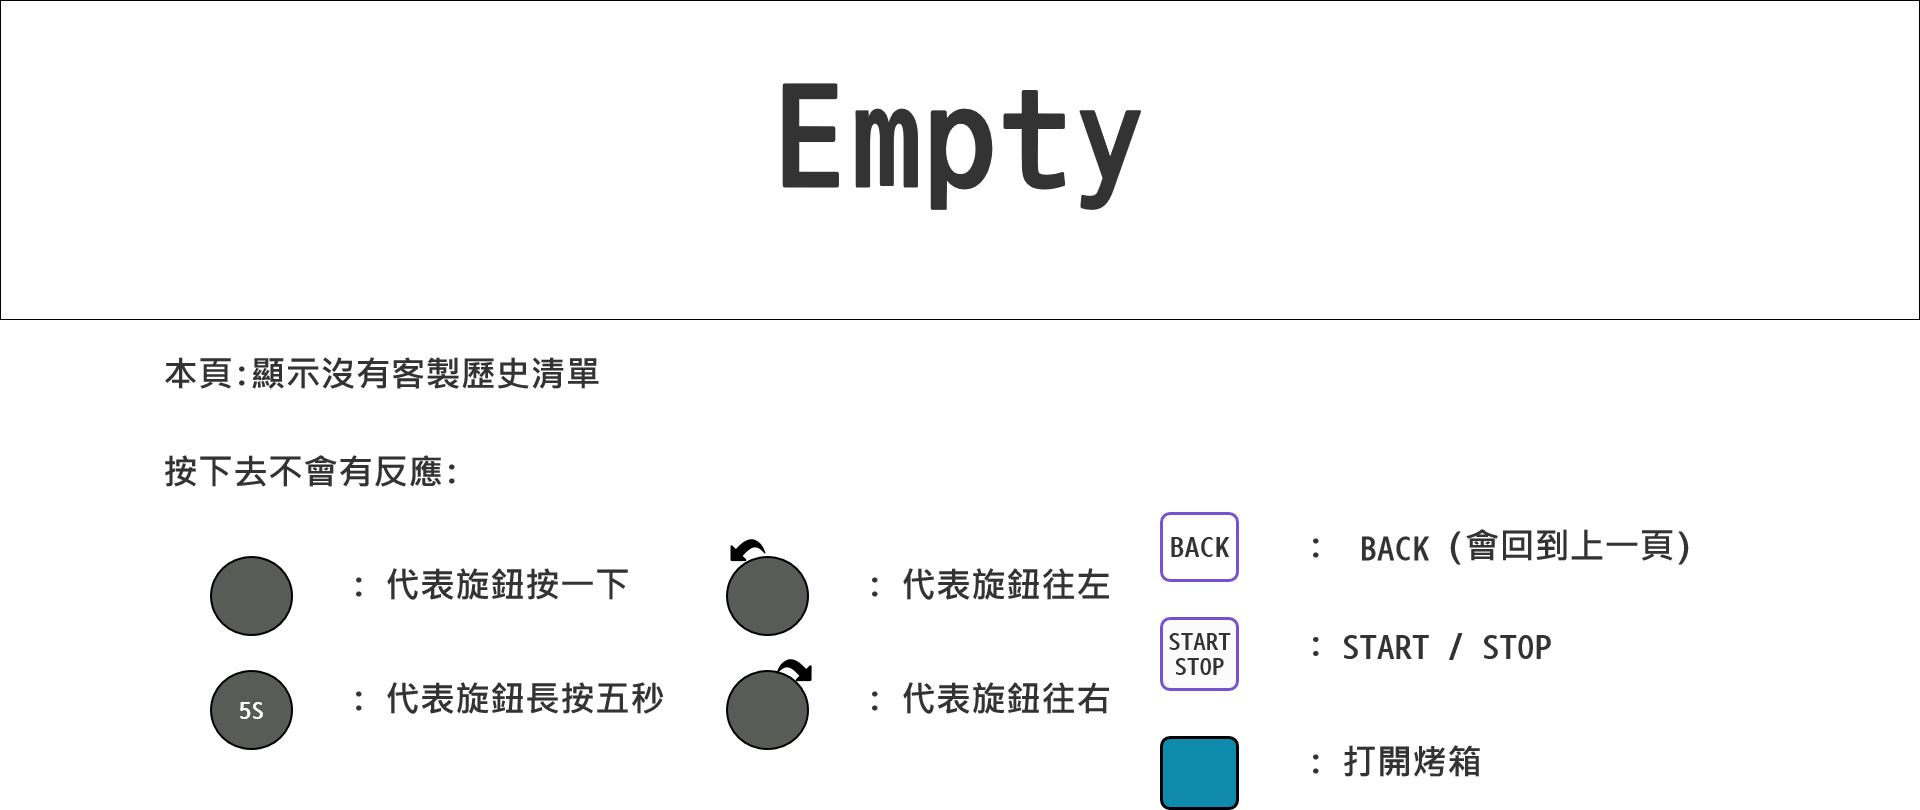 Empty
本頁:顯示沒有客製歷史清單
按下去不會有反應:
: 代表旋鈕按一下
: 代表旋鈕往左
BACK
: BACK (會回到上一頁)
START
STOP
: START / STOP
5S
: 代表旋鈕長按五秒
: 代表旋鈕往右
: 打開烤箱